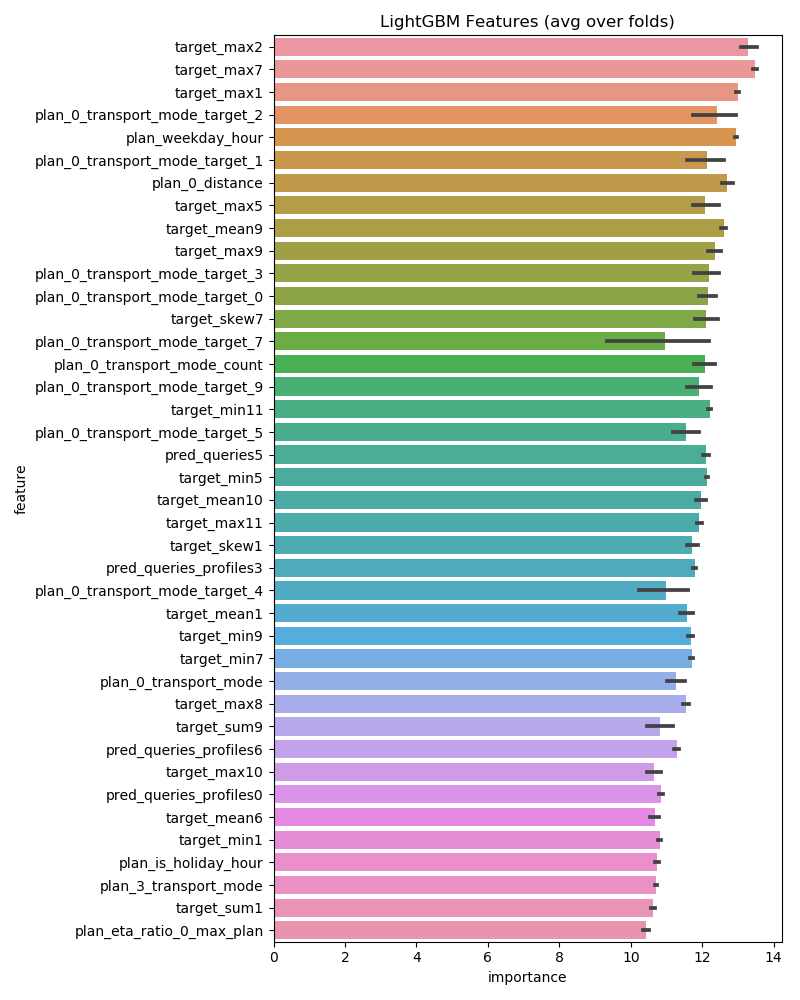 LightGBM Features (avg over folds)
target_max2
target_max7
target_max1
plan_0_transport_mode_target_2
plan_weekday_hour
plan_0_transport_mode_target_1
plan_0_distance
target_max5
target_mean9
target_max9
plan_0_transport_mode_target_3
plan_0_transport_mode_target_0
target_skew7
plan_0_transport_mode_target_7
plan_0_transport_mode_count
plan_0_transport_mode_target_9
target_min11
plan_0_transport_mode_target_5
pred_queries5
target_min5
target_mean10
target_max11
target_skew1
pred_queries_profiles3
plan_0_transport_mode_target_4
target_mean1
target_min9
target_min7
plan_0_transport_mode
target_max8
target_sum9
pred_queries_profiles6
target_max10
pred_queries_profiles0
target_mean6
target_min1
plan_is_holiday_hour
plan_3_transport_mode
target_sum1
plan_eta_ratio_0_max_plan
feature
0 2 4 6 8 10 12 14
importance